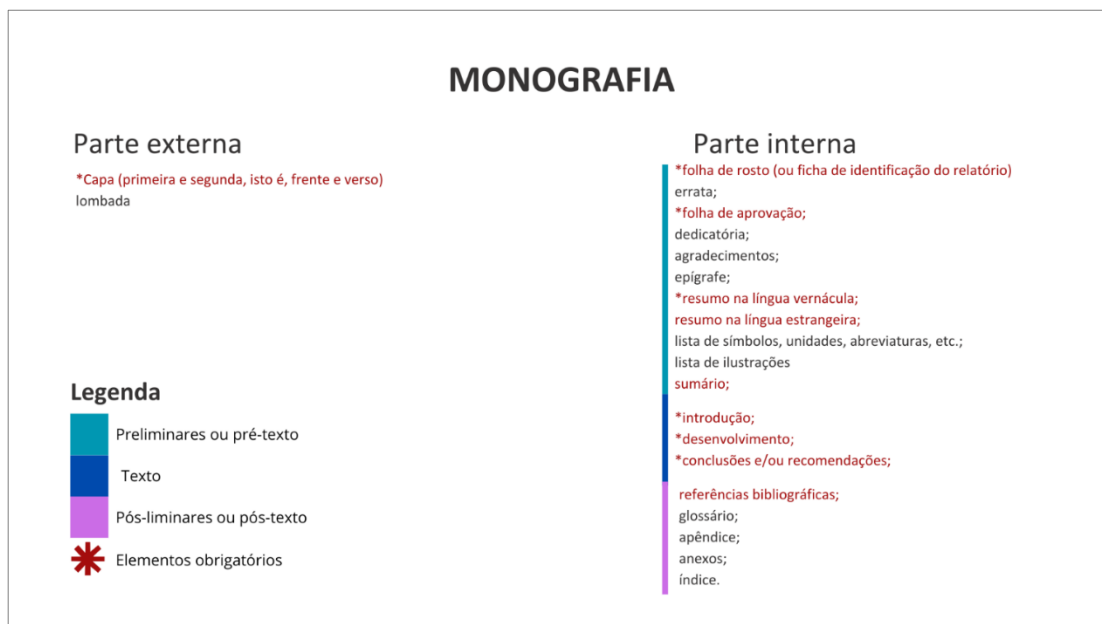 MONOGRAFIA
Parte externa
*Capa (primeira e segunda, isto é, frente e verso)
lombada
Parte interna
*folha de rosto (ou ficha de identificação do relatório)
errata;
*folha de aprovação;
dedicatória;
agradecimentos;
epígrafe;
*resumo na língua vernácula;
resumo na língua estrangeira;
lista de símbolos, unidades, abreviaturas, etc.;
lista de ilustrações
sumário;
*introdução;
*desenvolvimento;
*conclusões e/ou recomendações;
referências bibliográficas;
glossário;
apêndice;
anexos;
índice.
Legenda
Preliminares ou pré-texto
Texto
Pós-liminares ou pós-texto
Elementos obrigatórios